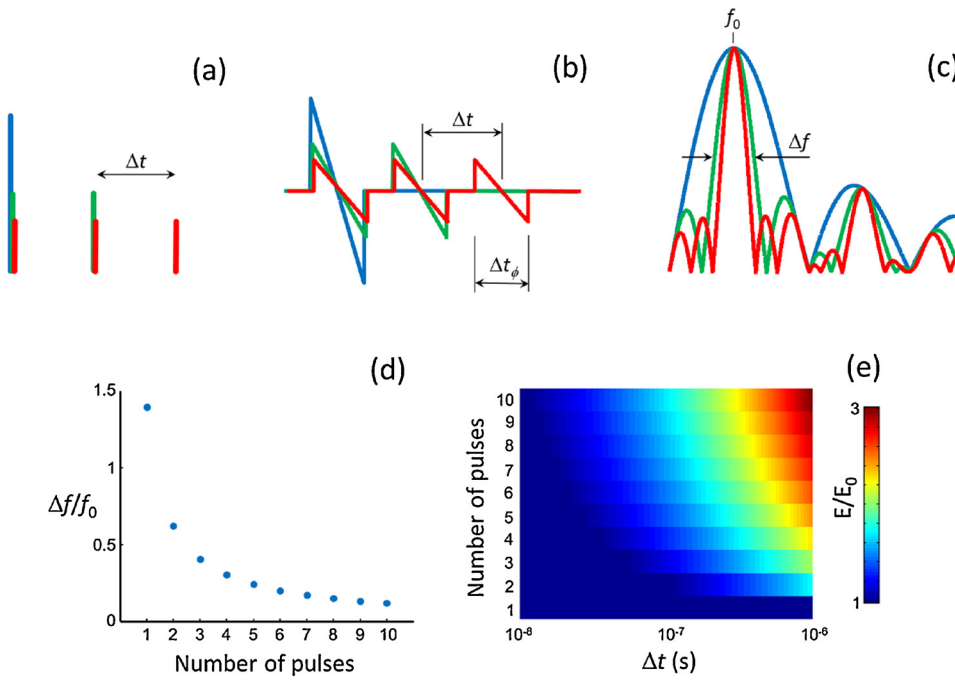 (a)
Δt
(b)
Δt
Δt_ϕ
f₀
(c)
Δf
(d)
1.5
1
0.5
0
Δf/f₀
1 2 3 4 5 6 7 8 9 10
Number of pulses
(e)
Number of pulses
10
9
8
7
6
5
4
3
2
1
10⁻⁸ 10⁻⁷ 10⁻⁶
Δt (s)
E/E₀
3
1